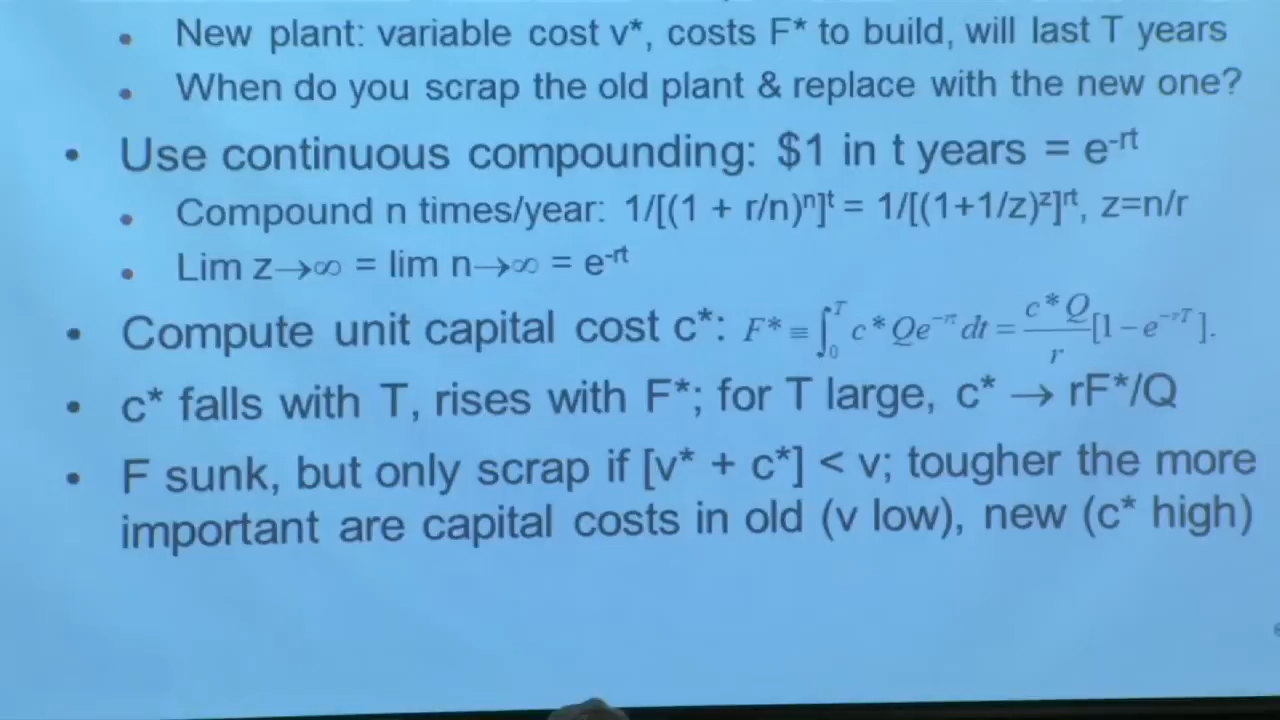 • New plant: variable cost v*, costs F* to build, will last T years
• When do you scrap the old plant & replace with the new one?
• Use continuous compounding: $1 in t years = e^-rt
• Compound n times/year: 1/[(1 + r/n)^n]^t = 1/[(1+1/z)^z]^rt, z=n/r
• Lim z→∞ = lim n→∞ = e^-rt
• Compute unit capital cost c*: F* ≡ ∫_0^T c*Qe^-rt dt = c*Q/r [1 − e^-rT].
• c* falls with T, rises with F*; for T large, c* → rF*/Q
• F sunk, but only scrap if [v* + c*] < v; tougher the more
important are capital costs in old (v low), new (c* high)